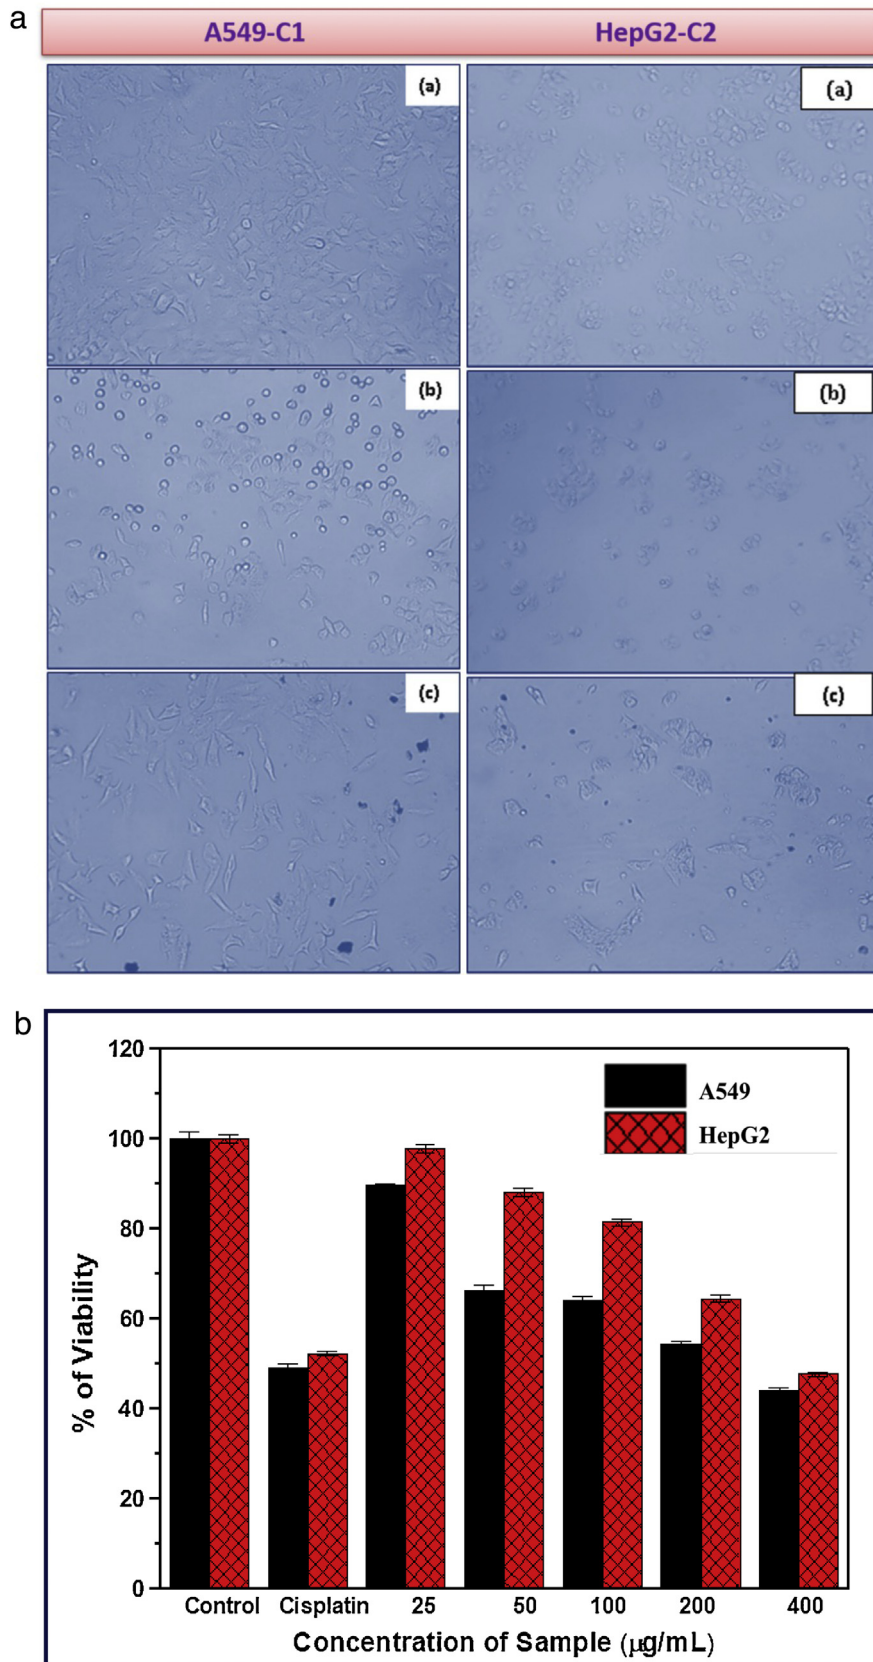 a
A549-C1 HepG2-C2
(a) (a)
(b) (b)
(c) (c)
b
120
100
80
60
40
20
0
% of Viability
A549
HepG2
Control Cisplatin 25 50 100 200 400
Concentration of Sample (µg/mL)